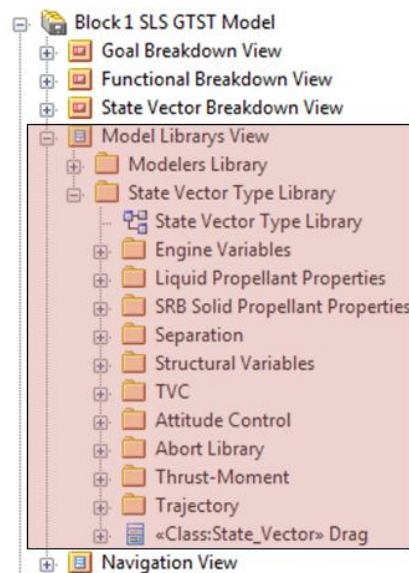 Block 1 SLS GTST Model
Goal Breakdown View
Functional Breakdown View
State Vector Breakdown View
Model Librarys View
Modelers Library
State Vector Type Library
State Vector Type Library
Engine Variables
Liquid Propellant Properties
SRB Solid Propellant Properties
Separation
Structural Variables
TVC
Attitude Control
Abort Library
Thrust-Moment
Trajectory
«Class:State_Vector» Drag
Navigation View